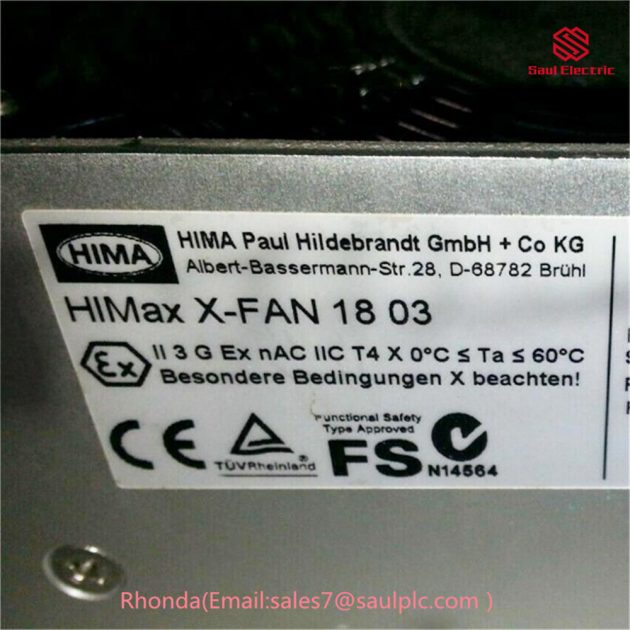 Saul Electric
HIMA
HIMA Paul Hildebrandt GmbH + Co KG
Albert-Bassermann-Str.28, D-68782 Brühl
HIMax X-FAN 18 03
Ex II 3 G Ex nAC IIC T4 X 0°C ≤ Ta ≤ 60°C
Besondere Bedingungen X beachten!
CE
TÜVRheinland®
Functional Safety
Type Approved
FS
N14564
Rhonda(Email:sales7@saulplc.com )